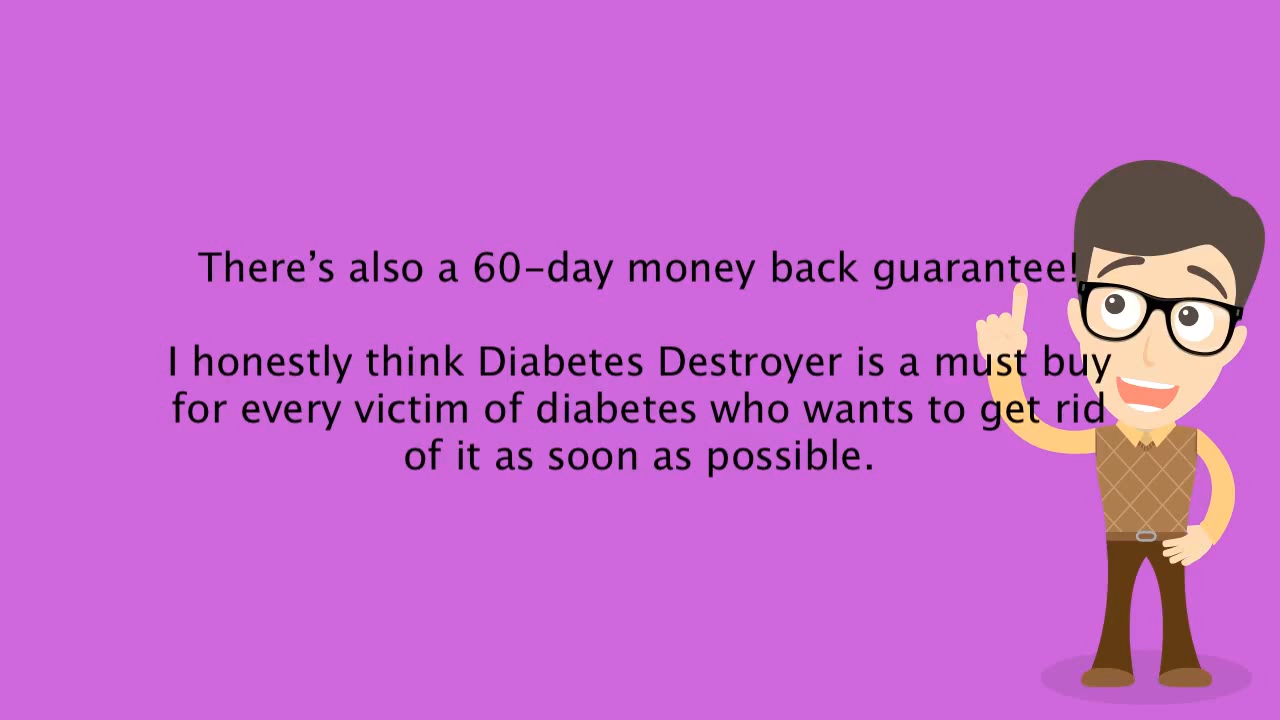 There’s also a 60-day money back guarantee!
I honestly think Diabetes Destroyer is a must buy
for every victim of diabetes who wants to get rid
of it as soon as possible.